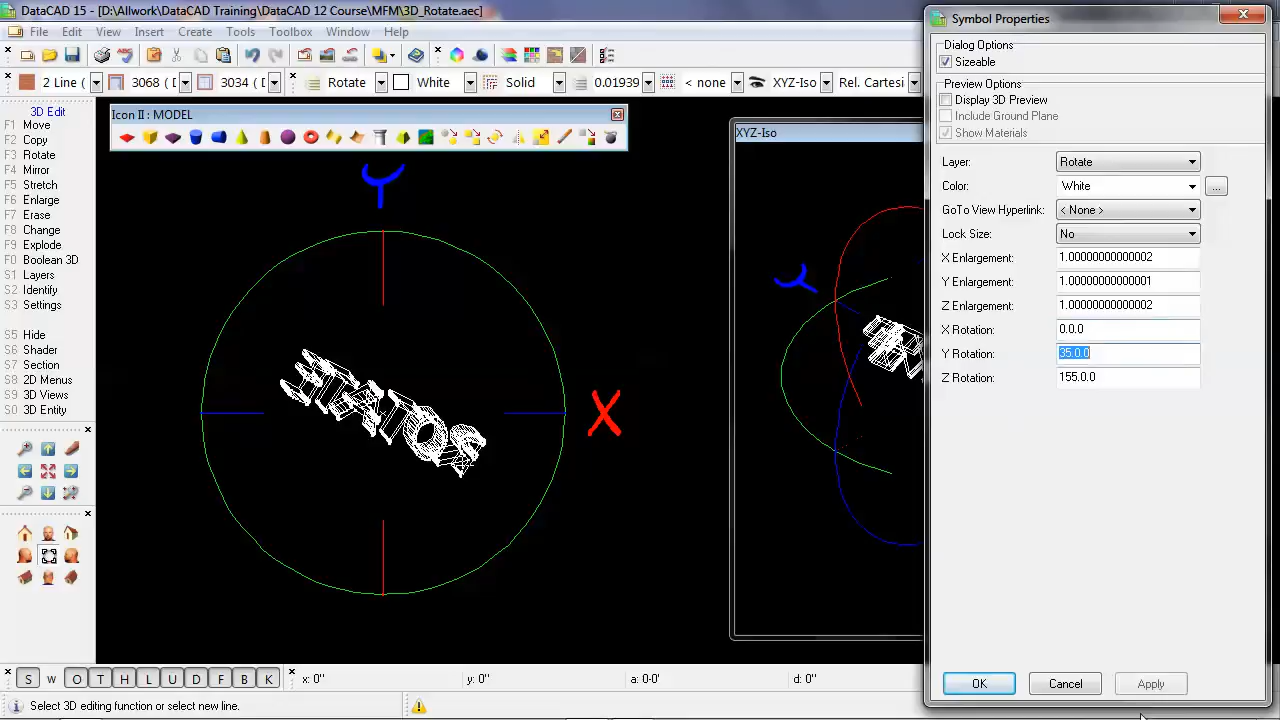 DataCAD 15 - [D:\Allwork\DataCAD Training\DataCAD 12 Course\MFM\3D_Rotate.aec]
File Edit View Insert Create Tools Toolbox Window Help
2 Line ( 3068 ( [ 3034 ( [ Rotate White Solid 0.01939 < none > XYZ-Iso Rel. Cartesi
3D Edit
F1 Move
F2 Copy
F3 Rotate
F4 Mirror
F5 Stretch
F6 Enlarge
F7 Erase
F8 Change
F9 Explode
F0 Boolean 3D
S1 Layers
S2 Identify
S3 Settings
S5 Hide
S6 Shader
S7 Section
S8 2D Menus
S9 3D Views
S0 3D Entity
Icon II : MODEL
Y
X
XYZ-Iso
Y
Symbol Properties
Dialog Options
Sizeable
Preview Options
Display 3D Preview
Include Ground Plane
Show Materials
Layer: Rotate
Color: White ...
GoTo View Hyperlink: < None >
Lock Size: No
X Enlargement: 1.00000000000002
Y Enlargement: 1.00000000000001
Z Enlargement: 1.00000000000002
X Rotation: 0.0.0
Y Rotation: 35.0.0
Z Rotation: 155.0.0
OK Cancel Apply
S w O T H L U D F B K x: 0" y: 0" a: 0-0' d: 0"
Select 3D editing function or select new line.